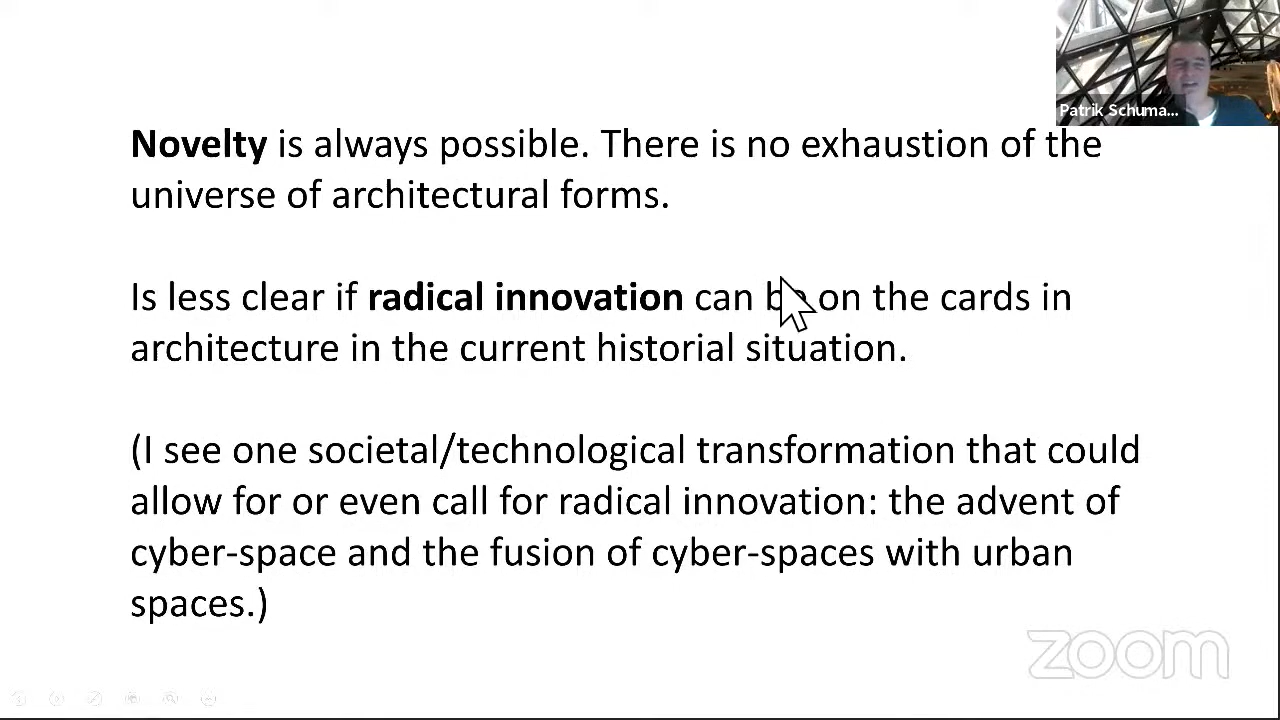 Patrik Schuma...
Novelty is always possible. There is no exhaustion of the
universe of architectural forms.
Is less clear if radical innovation can be on the cards in
architecture in the current historial situation.
(I see one societal/technological transformation that could
allow for or even call for radical innovation: the advent of
cyber-space and the fusion of cyber-spaces with urban
spaces.)
zoom